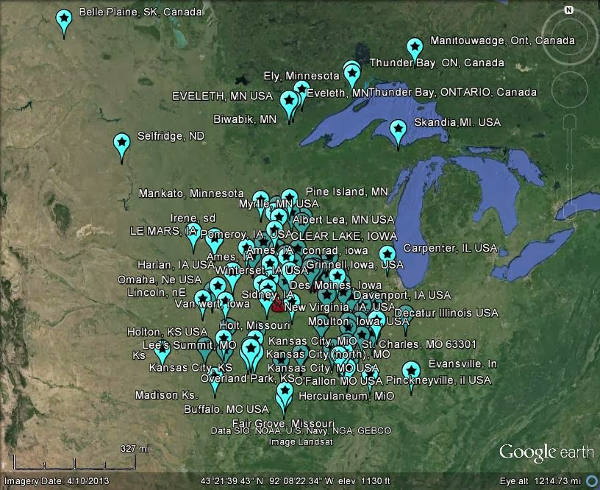 Belle Plaine, SK, Canada
N
Manitouwadge, Ont, Canada
Thunder Bay, ON, Canada
Ely, Minnesota
EVELETH, MN USA
Eveleth, MN
Thunder Bay, ONTARIO, Canada
Biwabik, MN
Skandia,MI. USA
Selfridge, ND
Mankato, Minnesota
Pine Island, MN
Myrtle, MN USA
Irene, sd
Albert Lea, MN USA
LE MARS, IA
Pomeroy, IA USA
CLEAR LAKE, IOWA
Ames, IA
conrad, iowa
Carpenter, IL USA
Harlan, IA USA
Ames, IA
Grinnell Iowa, USA
Winterset, IA USA
Omaha, Ne USA
Des Moines, Iowa
Lincoln, nE
Sidney, IA
Davenport, IA USA
Van wert, Iowa
New Virginia, IA USA
Decatur Illinois USA
Holt, Missouri
Moulton, Iowa USA
Holton, KS USA
Kansas City, MiO
St. Charles, MO 63301
Lee's Summit, MO
Kansas City (north), MO
Ks
Kansas City, KS
Kansas City, MO USA
Evansville, In
Overland Park, KS
O'Fallon MO USA
Pinckneyville, il USA
Madison Ks.
Herculaneum, MiO
Buffalo, MO USA
Fair Grove, Missouri
Data SIO, NOAA, U.S. Navy, NGA, GEBCO
Image Landsat
327 mi
Google earth
Imagery Date: 4/10/2013
43°21'39.43" N 92°08'22.34" W elev 1130 ft
Eye alt 1214.73 mi